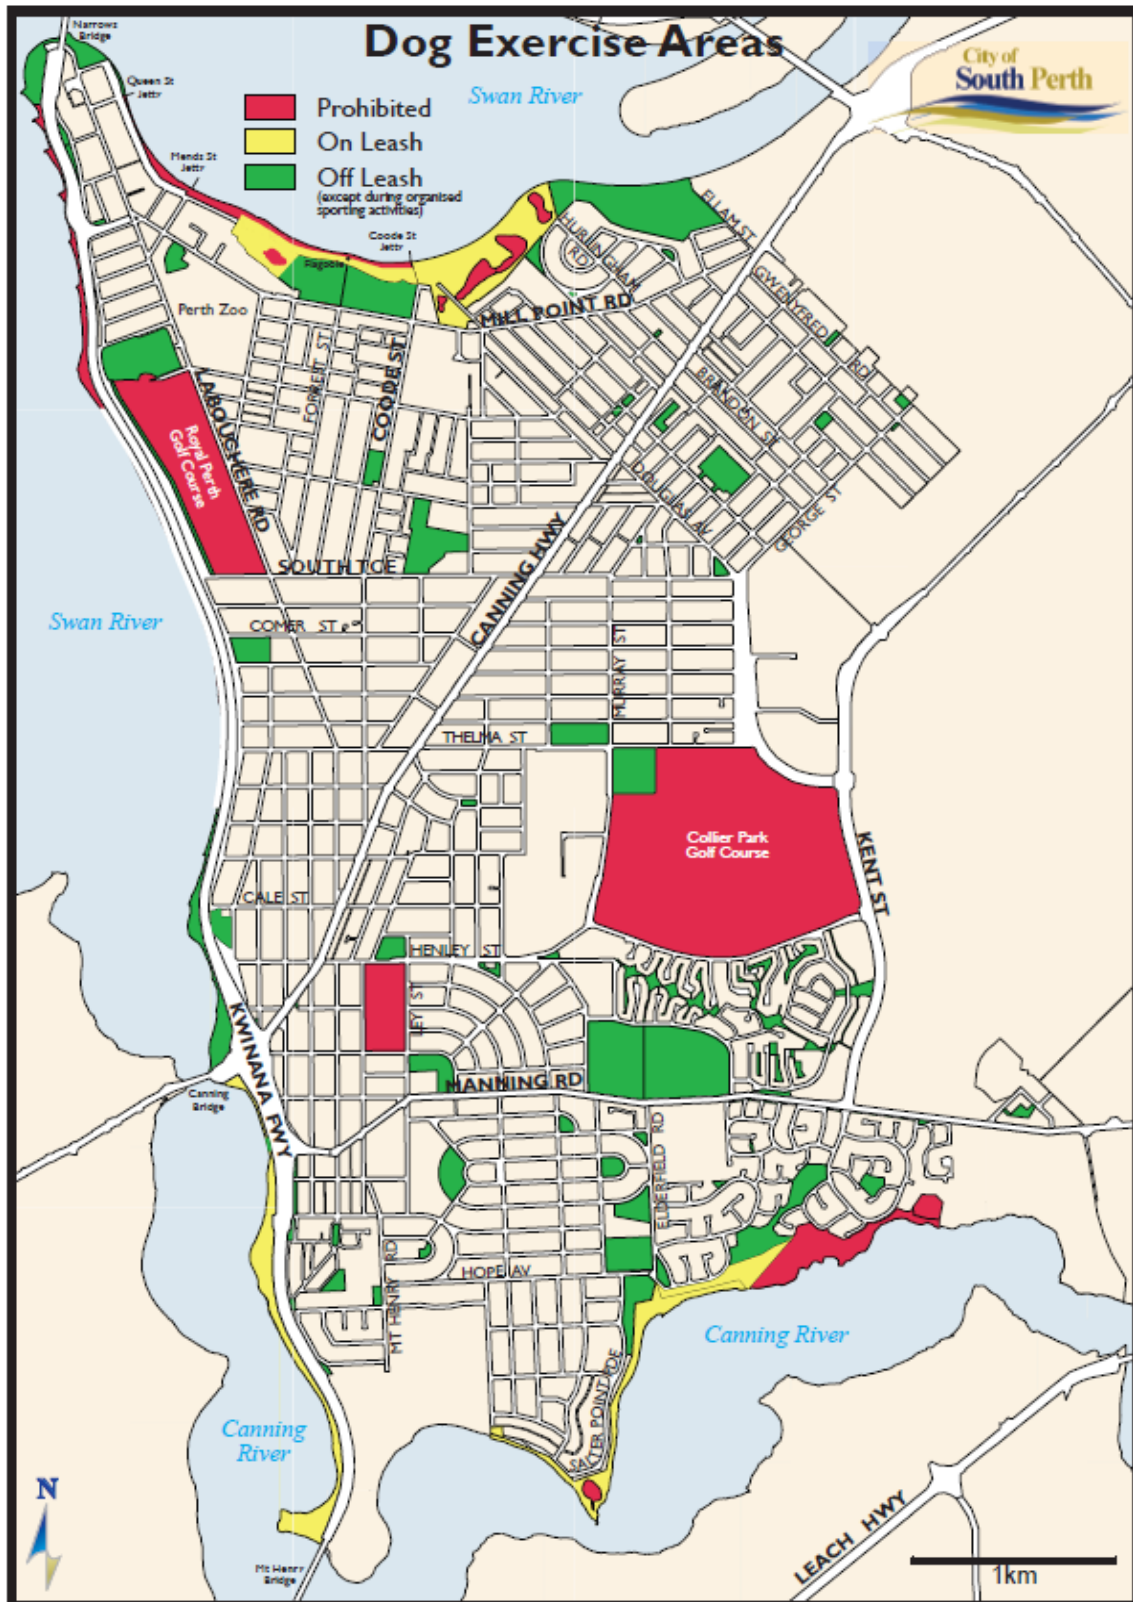 Narrows
Bridge
Dog Exercise Areas
City of
South Perth
Queen St
Jetty
Swan River
Prohibited
On Leash
Off Leash
(except during organised
sporting activities)
Mends St
Jetty
Coode St
Jetty
Flagpole
ELLAM ST
HURLINGHAM
RD
GWENYFRED RD
MILL POINT RD
Perth Zoo
FORREST ST
COODE ST
LABOUCHERE RD
BRANDON ST
Royal Perth
Golf Course
DOUGLAS AV
GEORGE ST
SOUTH TCE
CANNING HWY
Swan River
COMER ST
MURRAY ST
THELMA ST
Collier Park
Golf Course
KENT ST
CALE ST
HENLEY ST
LEY ST
KWINANA FWY
MANNING RD
Canning
Bridge
ELDERFIELD RD
MT HENRY RD
HOPE AV
Canning River
SALTER POINT PDE
Canning
River
N
LEACH HWY
Mt Henry
Bridge
1km